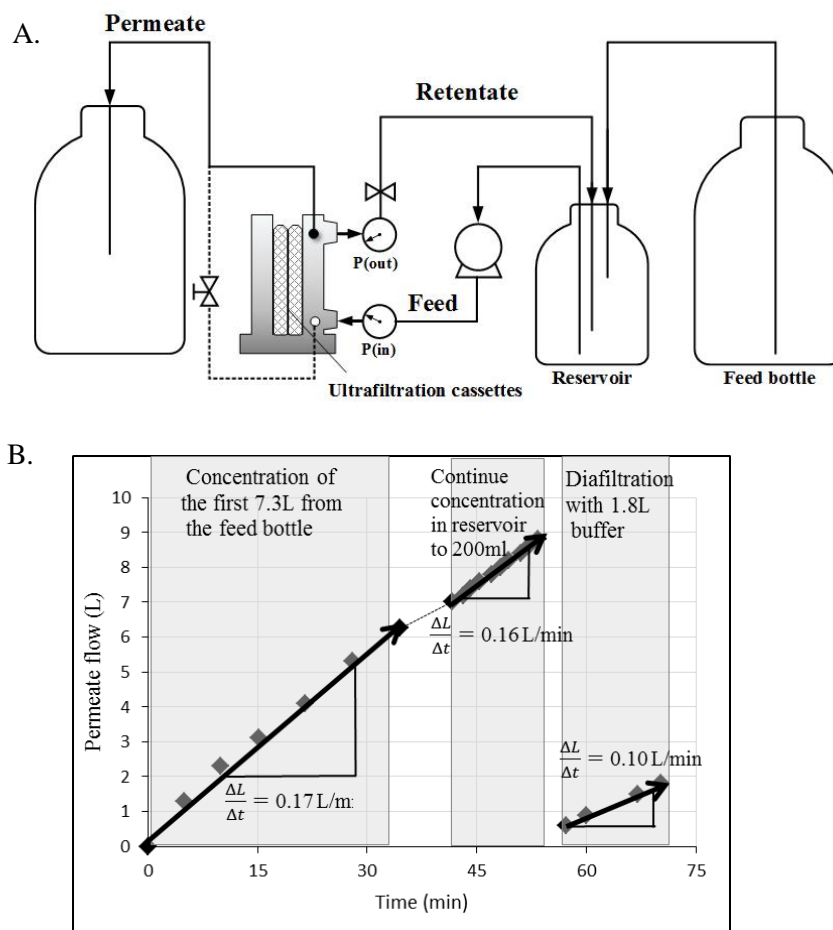 A.
Permeate
Retentate
P(out)
Feed
P(in)
Ultrafiltration cassettes
Reservoir
Feed bottle
B.
Concentration of
the first 7.3L from
the feed bottle
Continue
concentration
in reservoir
to 200ml
Diafiltration
with 1.8L
buffer
10
9
8
7
6
5
4
3
2
1
0
Permeate flow (L)
ΔL/Δt = 0.17 L/m
ΔL/Δt = 0.16 L/min
ΔL/Δt = 0.10 L/min
0 15 30 45 60 75
Time (min)